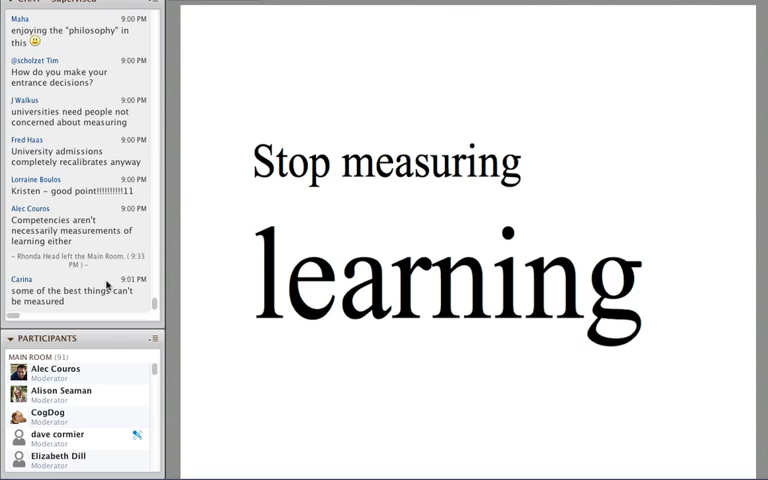 Maha 9:00 PM
enjoying the "philosophy" in
this
@scholzet Tim 9:00 PM
How do you make your
entrance decisions?
J Walkus 9:00 PM
universities need people not
concerned about measuring
Fred Haas 9:00 PM
University admissions
completely recalibrates anyway
Lorraine Boulos 9:00 PM
Kristen - good point!!!!!!!!!!11
Alec Couros 9:00 PM
Competencies aren't
necessarily measurements of
learning either
- Rhonda Head left the Main Room. ( 9:33
PM ) -
Carina 9:01 PM
some of the best things can't
be measured
PARTICIPANTS
MAIN ROOM (91)
Alec Couros
Moderator
Alison Seaman
Moderator
CogDog
Moderator
dave cormier
Moderator
Elizabeth Dill
Moderator
Stop measuring
learning